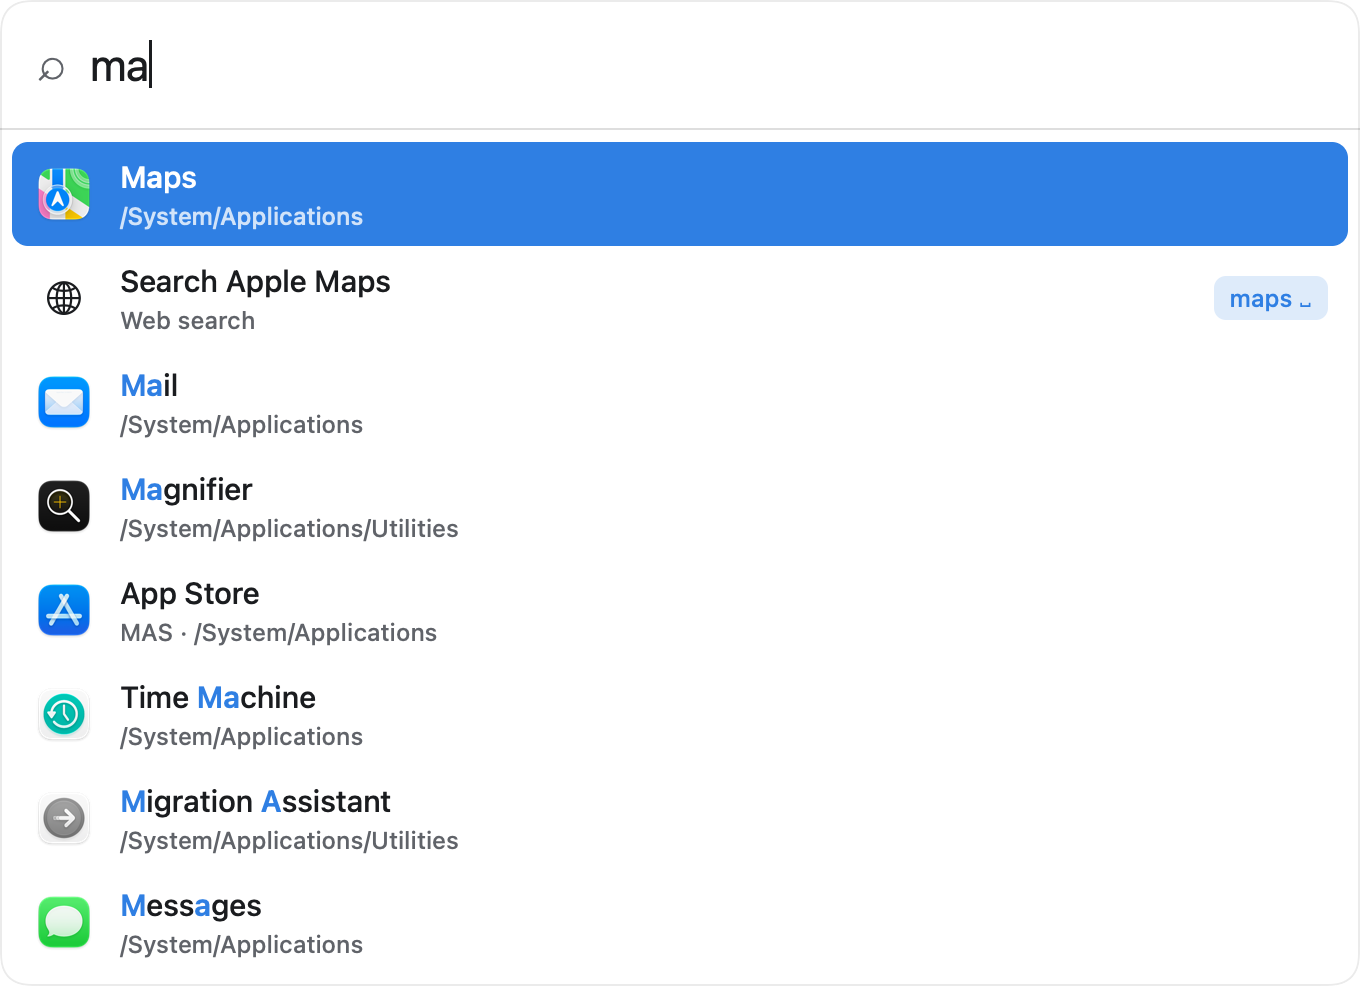 ma
Maps
/System/Applications
Search Apple Maps
Web search
maps ⎵
Mail
/System/Applications
Magnifier
/System/Applications/Utilities
App Store
MAS · /System/Applications
Time Machine
/System/Applications
Migration Assistant
/System/Applications/Utilities
Messages
/System/Applications